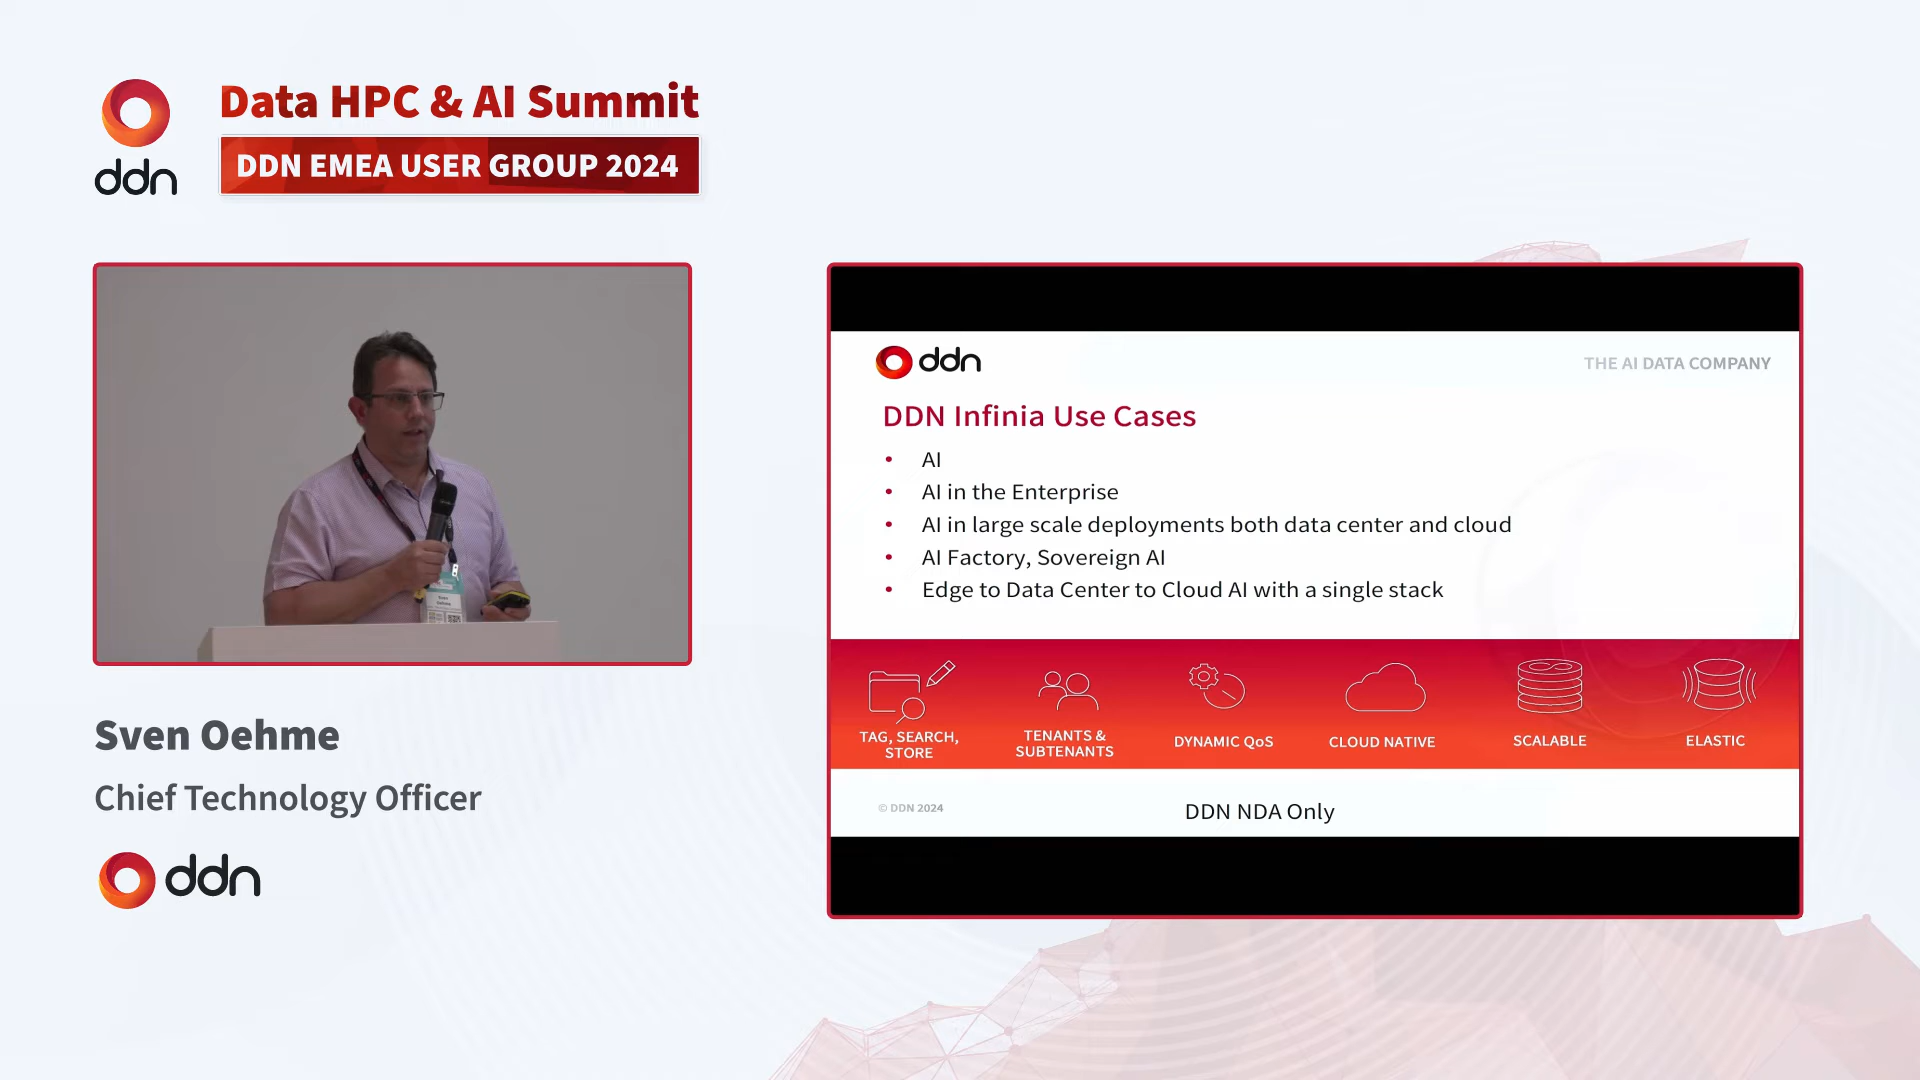 Data HPC & AI Summit
DDN EMEA USER GROUP 2024
ddn
Sven Oehme
Chief Technology Officer
ddn
ddn
THE AI DATA COMPANY
DDN Infinia Use Cases
• AI
• AI in the Enterprise
• AI in large scale deployments both data center and cloud
• AI Factory, Sovereign AI
• Edge to Data Center to Cloud AI with a single stack
TAG, SEARCH,
STORE
TENANTS &
SUBTENANTS
DYNAMIC QoS
CLOUD NATIVE
SCALABLE
ELASTIC
© DDN 2024
DDN NDA Only